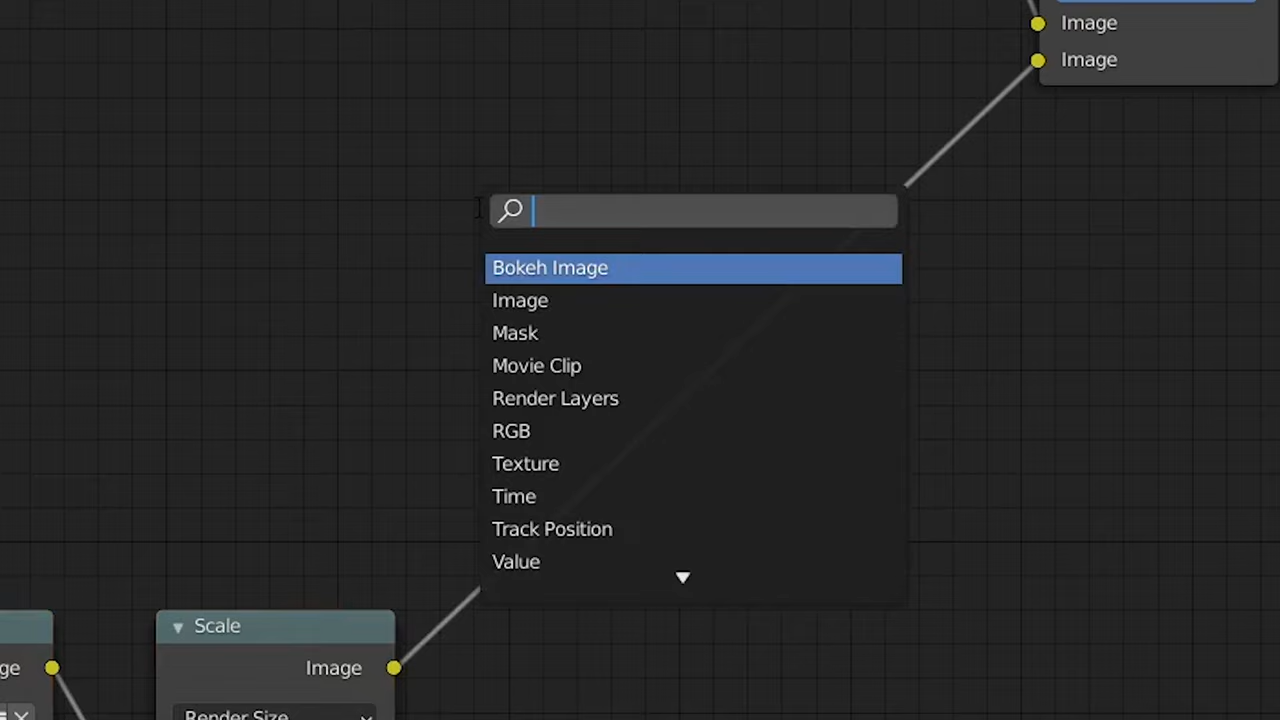 Image
Image
Bokeh Image
Image
Mask
Movie Clip
Render Layers
RGB
Texture
Time
Track Position
Value
Scale
ge
Image
Render Size